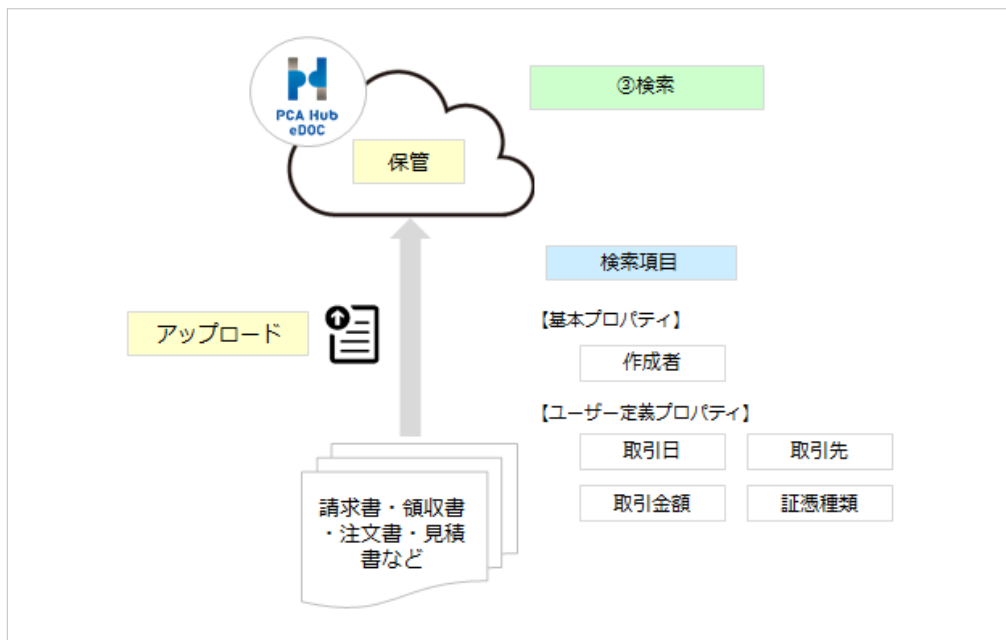 PCA Hub
eDOC
③検索
保管
検索項目
アップロード
【基本プロパティ】
作成者
【ユーザー定義プロパティ】
取引日
取引先
取引金額
証憑種類
請求書・領収書
・注文書・見積
書など